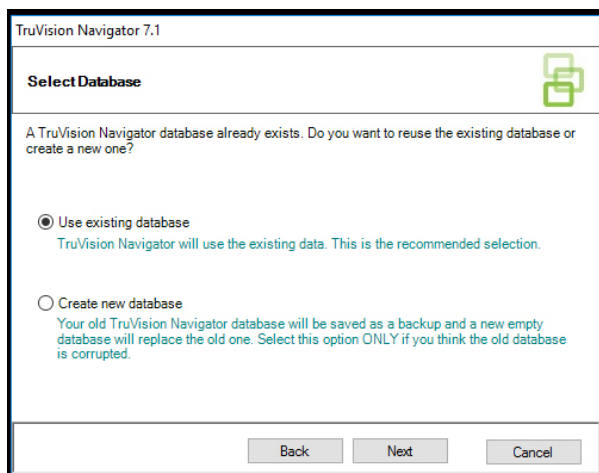 TruVision Navigator 7.1
Select Database
A TruVision Navigator database already exists. Do you want to reuse the existing database or
create a new one?
Use existing database
TruVision Navigator will use the existing data. This is the recommended selection.
Create new database
Your old TruVision Navigator database will be saved as a backup and a new empty
database will replace the old one. Select this option ONLY if you think the old database
is corrupted.
Back Next Cancel